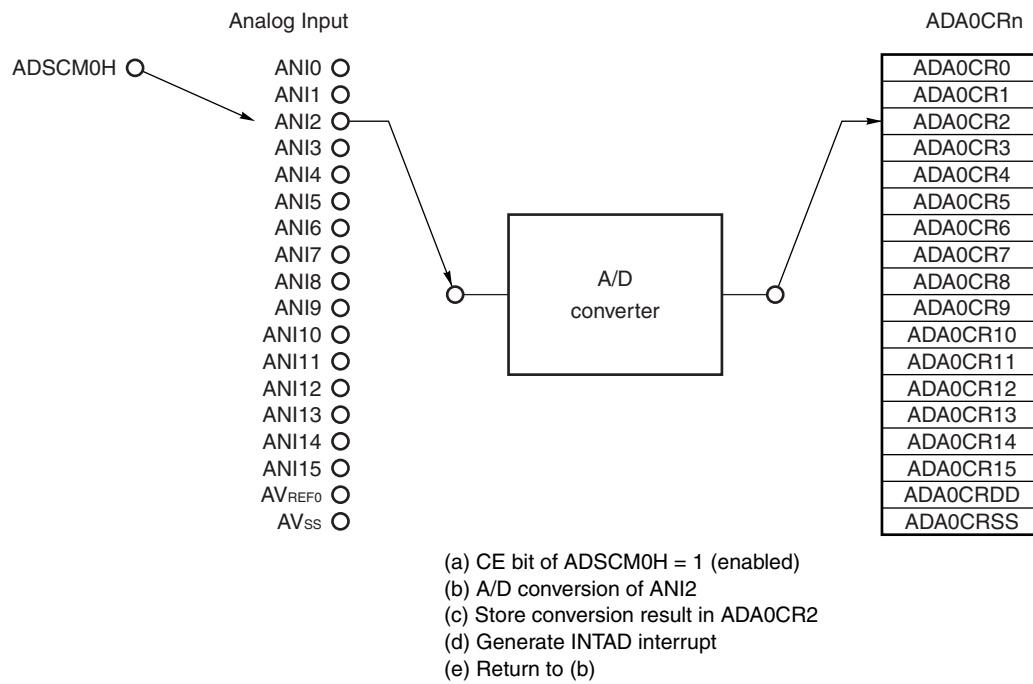 Analog Input
ADA0CRn
ADSCM0H
ANI0
ANI1
ANI2
ANI3
ANI4
ANI5
ANI6
ANI7
ANI8
ANI9
ANI10
ANI11
ANI12
ANI13
ANI14
ANI15
AVREF0
AVSS
A/D
converter
ADA0CR0
ADA0CR1
ADA0CR2
ADA0CR3
ADA0CR4
ADA0CR5
ADA0CR6
ADA0CR7
ADA0CR8
ADA0CR9
ADA0CR10
ADA0CR11
ADA0CR12
ADA0CR13
ADA0CR14
ADA0CR15
ADA0CRDD
ADA0CRSS
(a) CE bit of ADSCM0H = 1 (enabled)
(b) A/D conversion of ANI2
(c) Store conversion result in ADA0CR2
(d) Generate INTAD interrupt
(e) Return to (b)